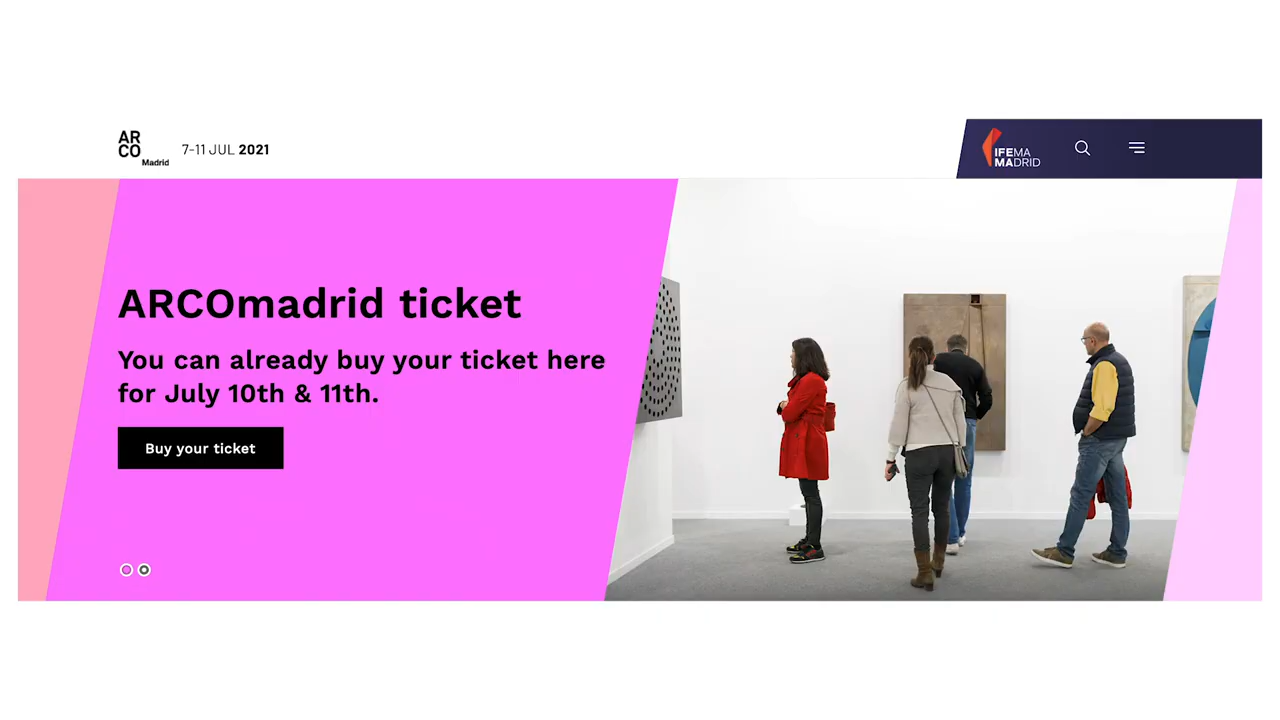 AR
CO
Madrid
7-11 JUL 2021
IFEMA
MADRID
ARCOmadrid ticket
You can already buy your ticket here
for July 10th & 11th.
Buy your ticket